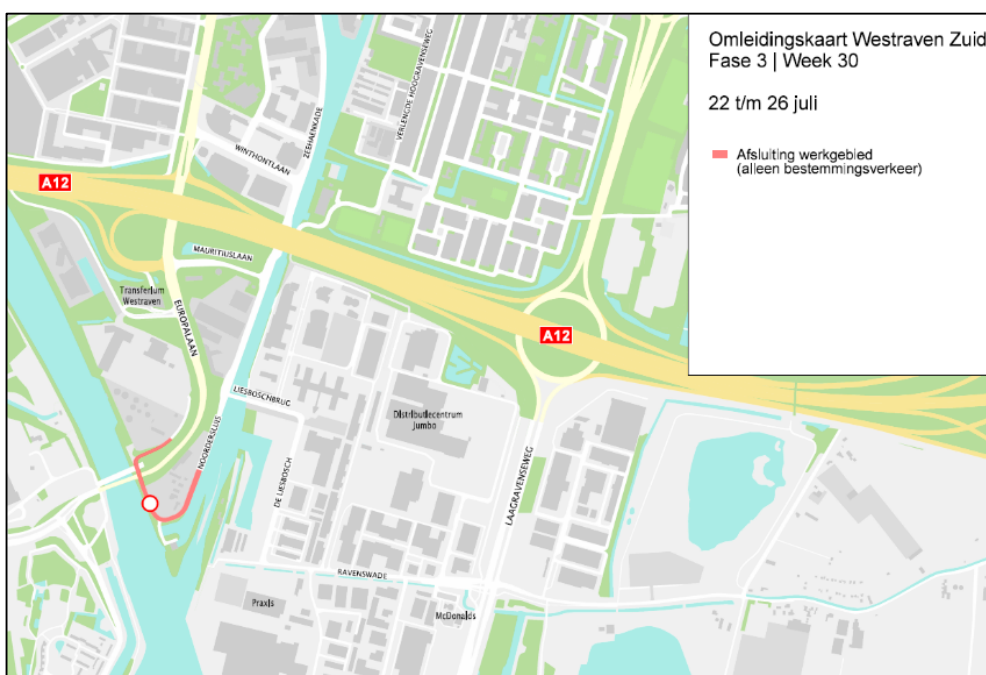 Omleidingskaart Westraven Zuid
Fase 3 | Week 30
22 t/m 26 juli
Afsluiting werkgebied
(alleen bestemmingsverkeer)
VERLENGDE HOOGRAVENSEWEG
ZEEHAENKADE
WINTHONTLAAN
A12
MAURITIUSLAAN
Transferium
Westraven
EUROPALAAN
A12
LIESBOSCHBRUG
Distributiecentrum
Jumbo
NOORDERSLUIS
DE LIESBOSCH
LAAGRAVENSEWEG
RAVENSWADE
Praxis
McDonalds